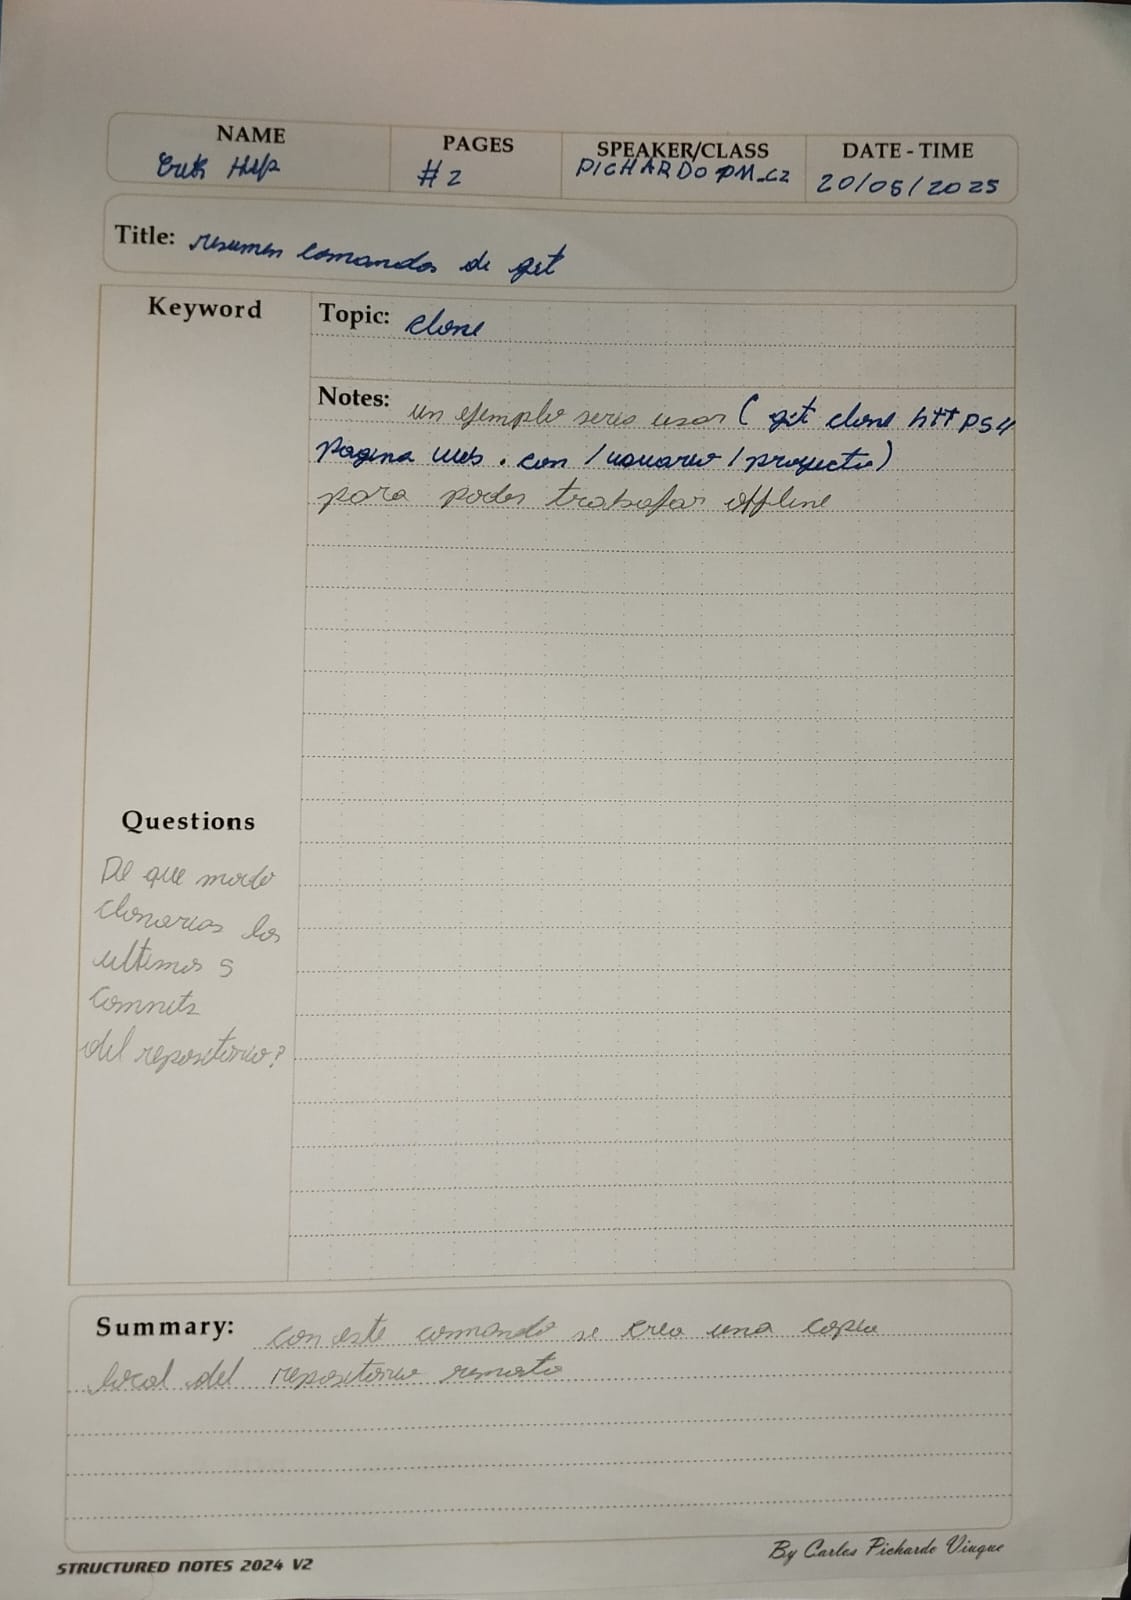 NAME
PAGES
SPEAKER/CLASS
DATE - TIME
#2
PICHARDO PM_C2
20/05/2025
Title: resumen comandos de git
Keyword
Topic: clone
Notes: un ejemplo seria usar ( git clone https//
pagina web . com / usuario / proyecto)
para poder trabajar offline
Questions
De que modo
clonarias los
ultimos 5
commits
del repositorio?
Summary: con este comando se crea una copia
local del repositorio remoto
STRUCTURED NOTES 2024 V2
By Carlos Pichardo Viuque